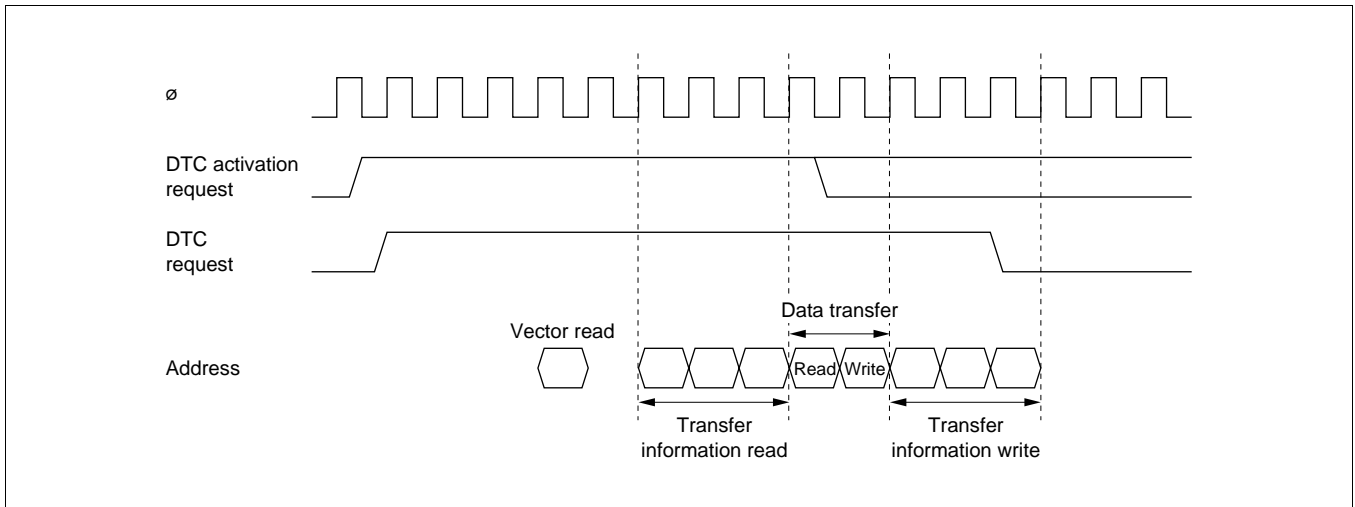 ø
DTC activation
request
DTC
request
Data transfer
Vector read
Address
Read Write
Transfer
information read
Transfer
information write